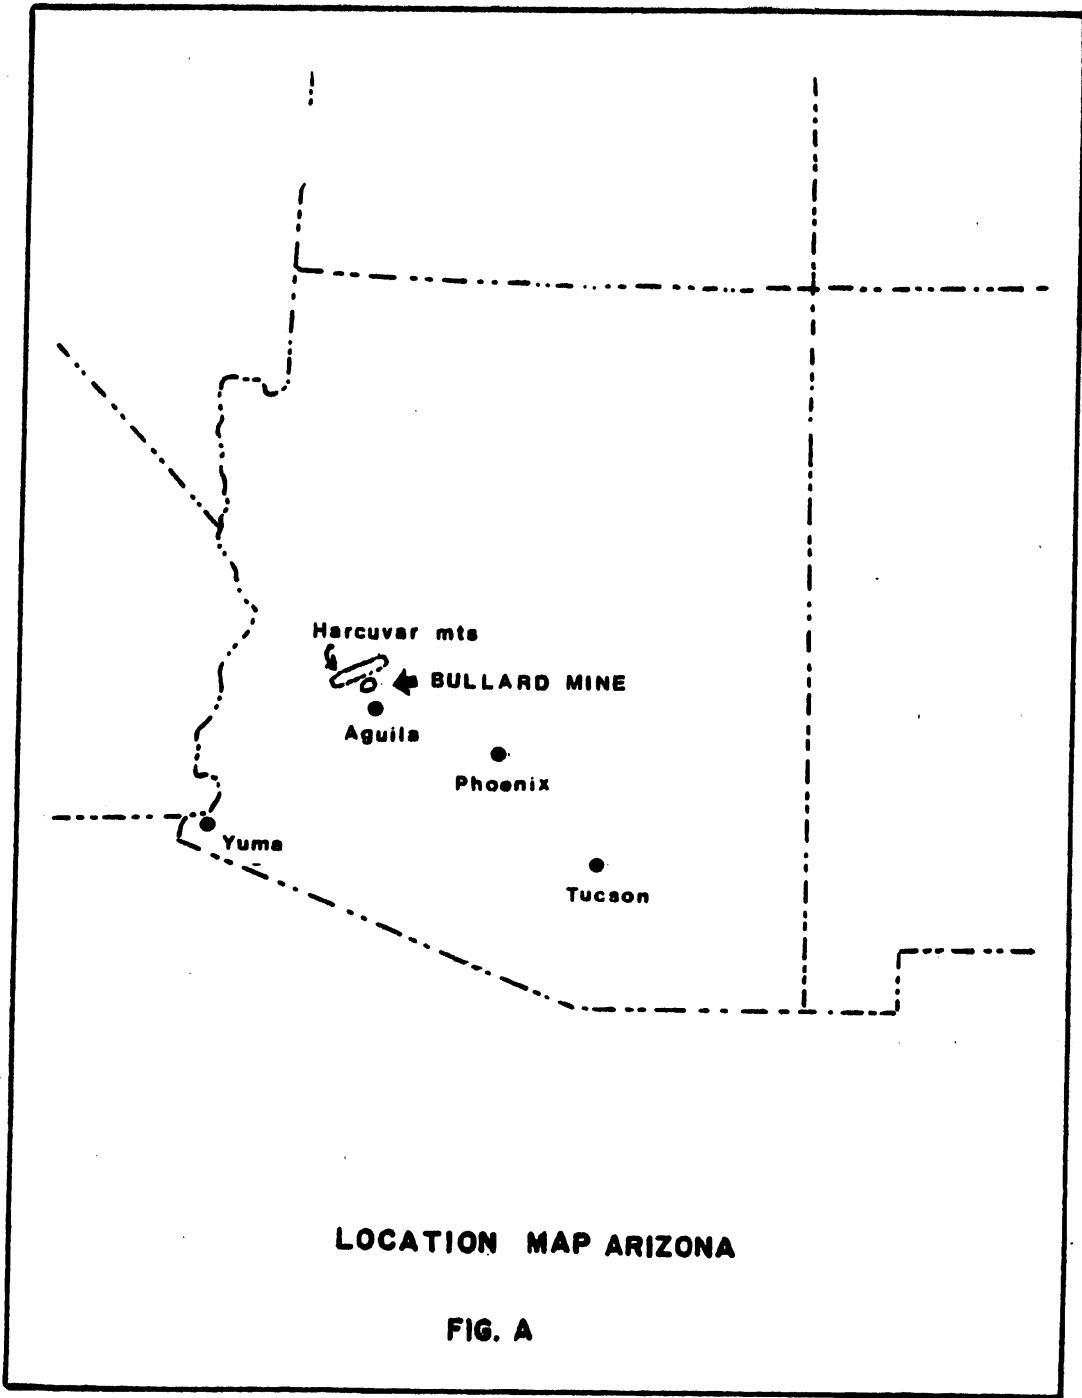 Harcuvar mts
BULLARD MINE
Aguila
Phoenix
Yuma
Tucson
LOCATION MAP ARIZONA
FIG. A